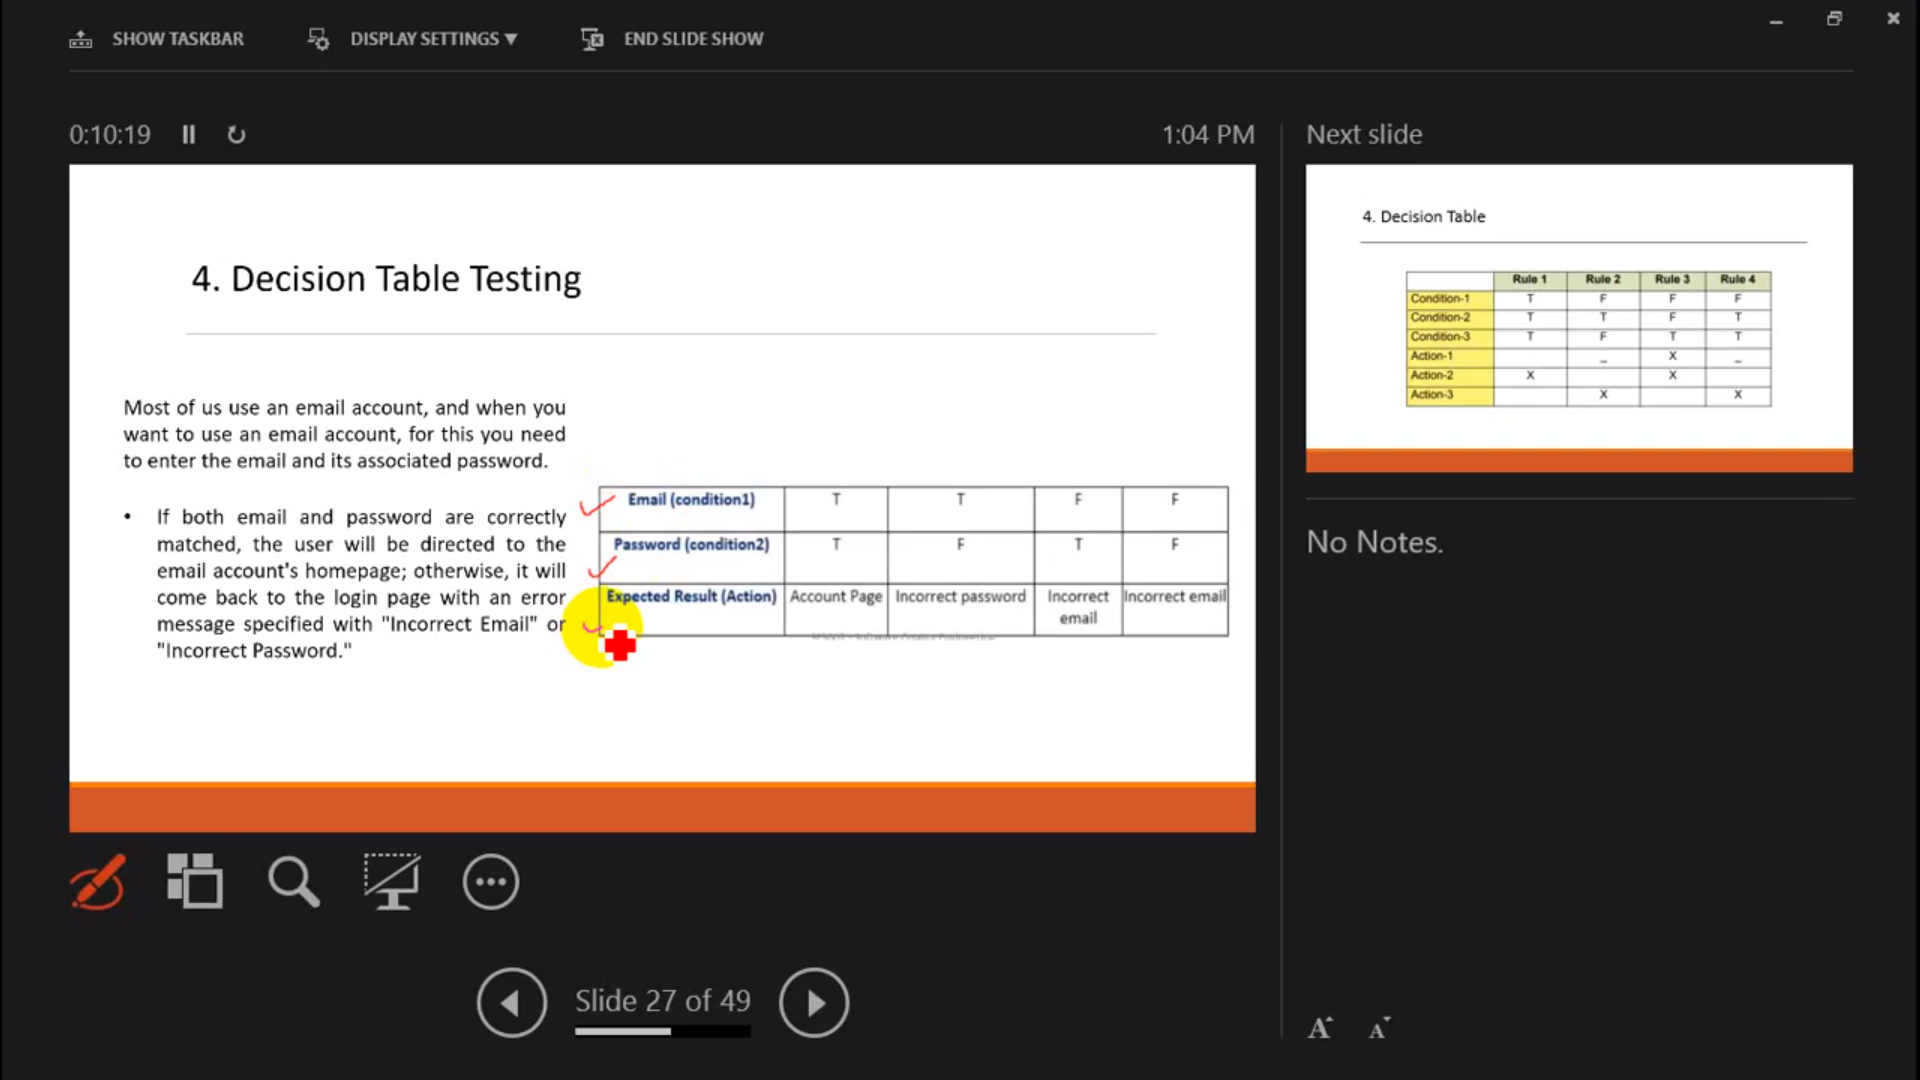 SHOW TASKBAR DISPLAY SETTINGS ▼ END SLIDE SHOW
0:10:19 1:04 PM
4. Decision Table Testing
Most of us use an email account, and when you
want to use an email account, for this you need
to enter the email and its associated password.
• If both email and password are correctly
matched, the user will be directed to the
email account's homepage; otherwise, it will
come back to the login page with an error
message specified with "Incorrect Email" or
"Incorrect Password."
Email (condition1) T T F F
Password (condition2) T F T F
Expected Result (Action) Account Page Incorrect password Incorrect email Incorrect email
Slide 27 of 49
Next slide
4. Decision Table
Rule 1 Rule 2 Rule 3 Rule 4
Condition-1 T F F F
Condition-2 T T F T
Condition-3 T F T T
Action-1 _ X _
Action-2 X X
Action-3 X X
No Notes.
A A